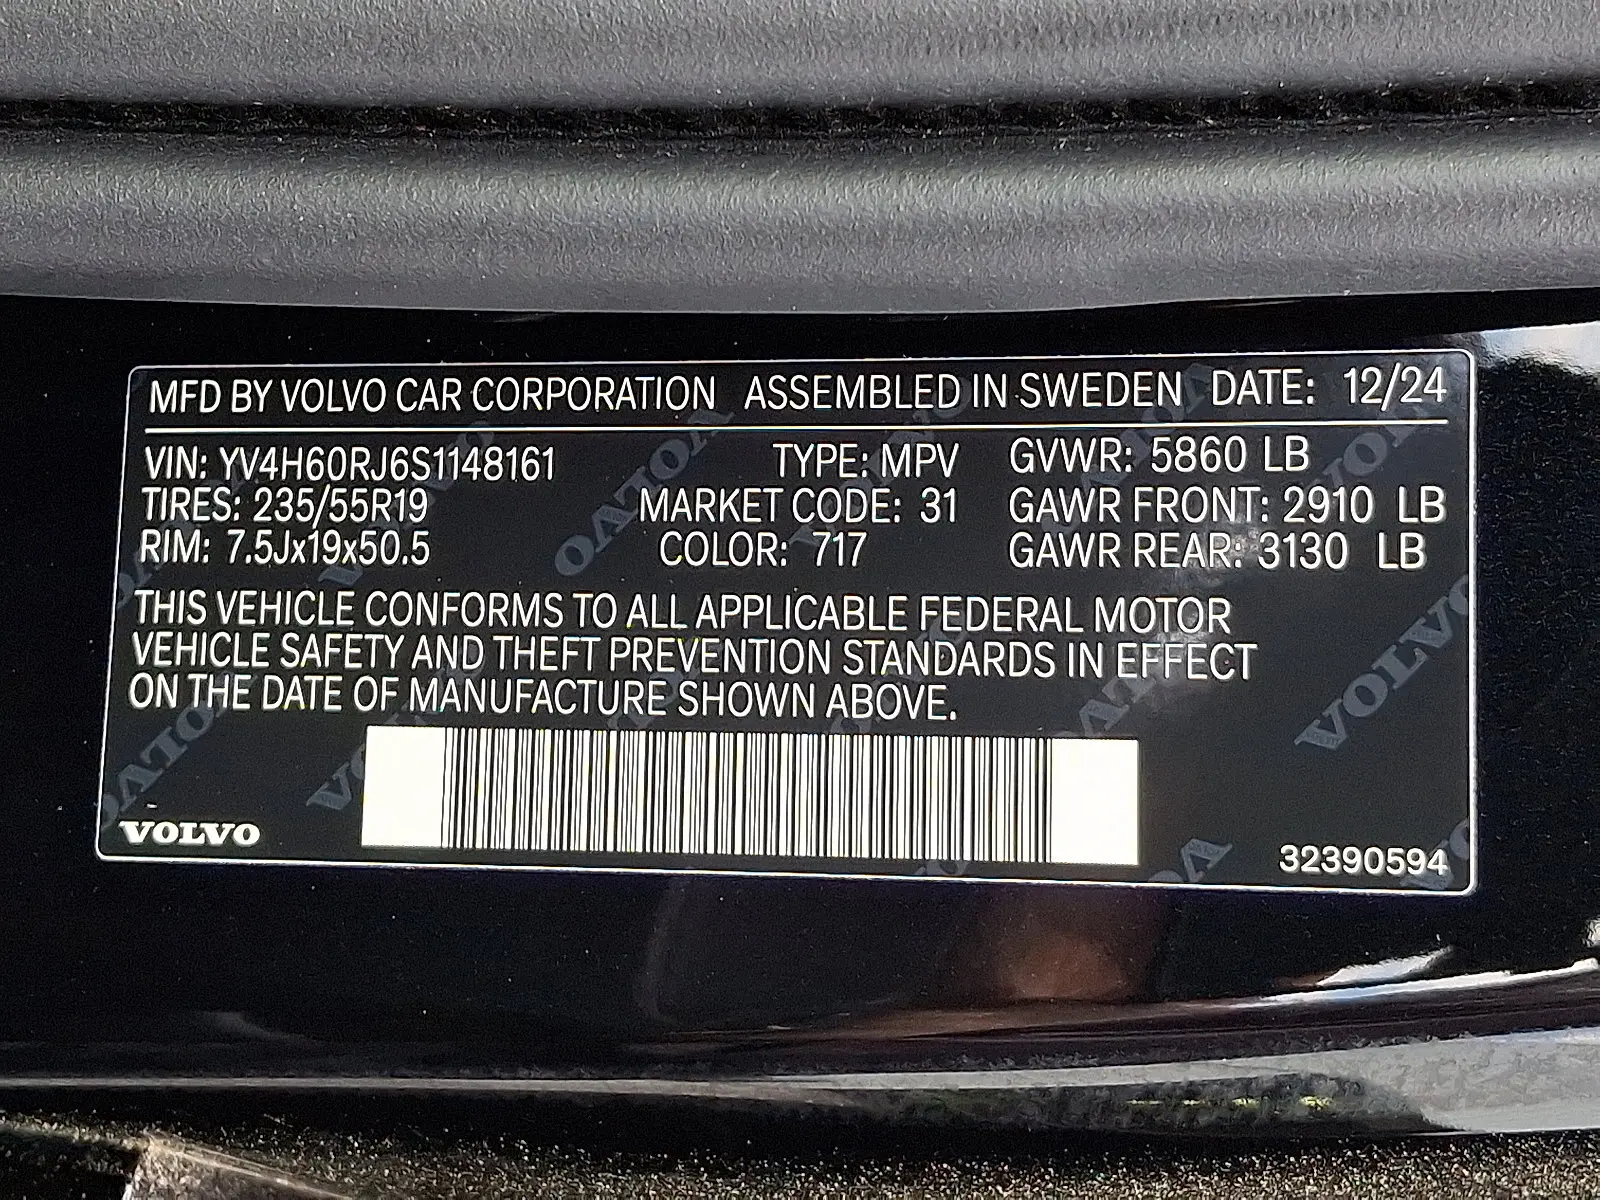 MFD BY VOLVO CAR CORPORATION ASSEMBLED IN SWEDEN DATE: 12/24
VIN: YV4H60RJ6S1148161 TYPE: MPV GVWR: 5860 LB
TIRES: 235/55R19 MARKET CODE: 31 GAWR FRONT: 2910 LB
RIM: 7.5Jx19x50.5 COLOR: 717 GAWR REAR: 3130 LB
THIS VEHICLE CONFORMS TO ALL APPLICABLE FEDERAL MOTOR
VEHICLE SAFETY AND THEFT PREVENTION STANDARDS IN EFFECT
ON THE DATE OF MANUFACTURE SHOWN ABOVE.
VOLVO
32390594